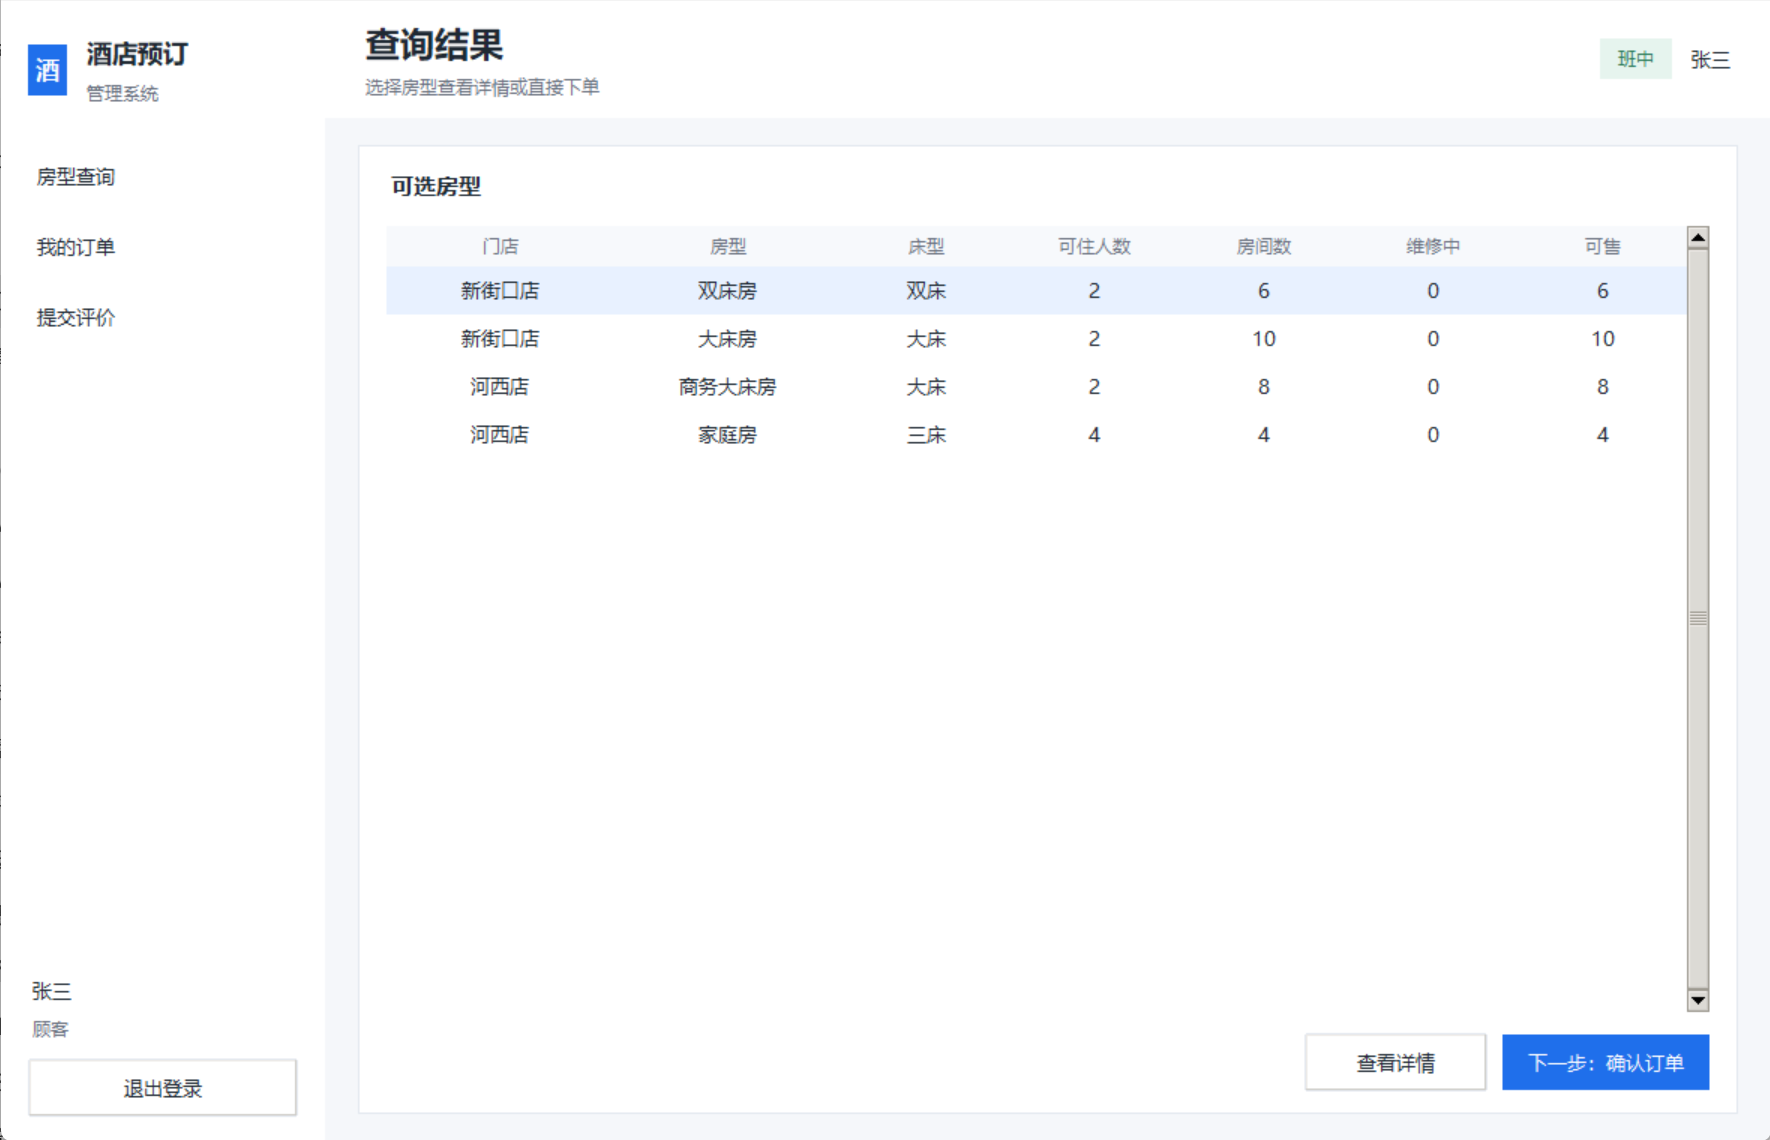 酒
酒店预订
管理系统
房型查询
我的订单
提交评价
张三
顾客
退出登录
查询结果
选择房型查看详情或直接下单
班中 张三
可选房型
门店 房型 床型 可住人数 房间数 维修中 可售
新街口店 双床房 双床 2 6 0 6
新街口店 大床房 大床 2 10 0 10
河西店 商务大床房 大床 2 8 0 8
河西店 家庭房 三床 4 4 0 4
查看详情 下一步：确认订单